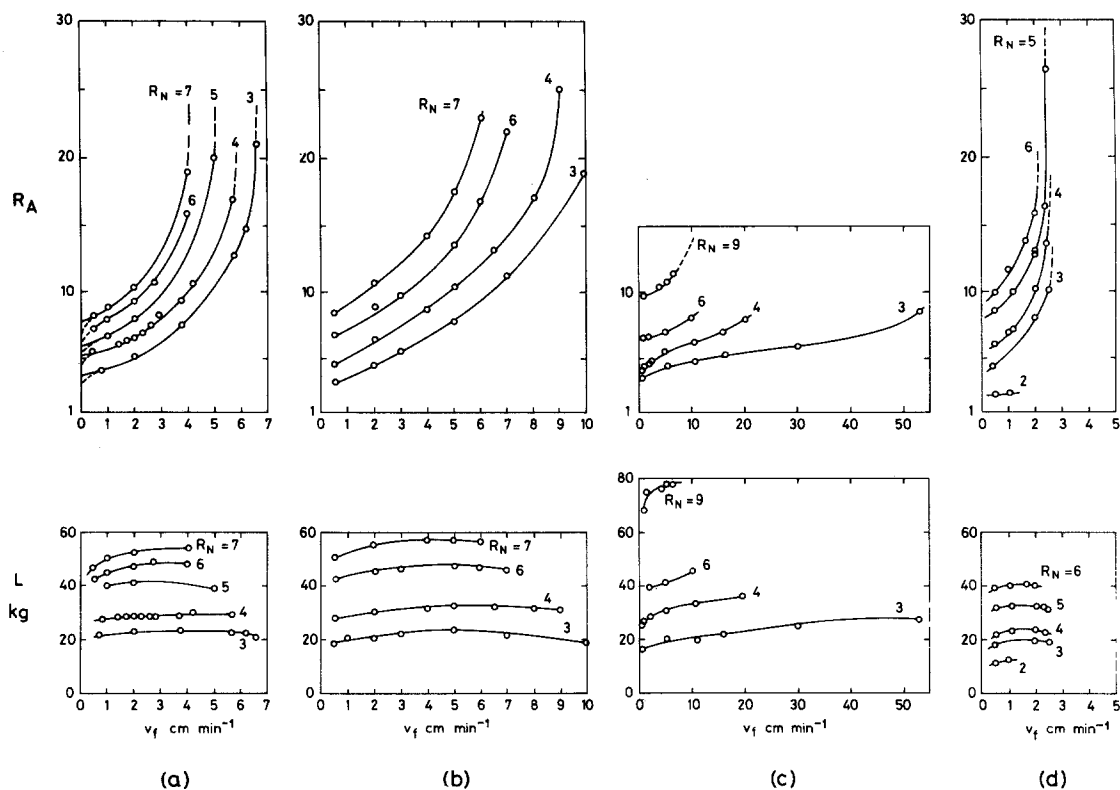 30
20
10
1
R_A
R_N = 7
5
3
4
6
0 1 2 3 4 5 6 7
30
20
10
1
R_N = 7
6
4
3
0 1 2 3 4 5 6 7 8 9 10
10
1
R_N = 9
6
4
3
0 10 20 30 40 50
30
20
10
1
R_N = 5
6
4
3
2
0 1 2 3 4 5
60
40
20
0
L
kg
R_N = 7
6
5
4
3
0 1 2 3 4 5 6 7
v_f cm min⁻¹
60
40
20
0
R_N = 7
6
4
3
0 1 2 3 4 5 6 7 8 9 10
v_f cm min⁻¹
80
60
40
20
0
R_N = 9
6
4
3
0 10 20 30 40 50
v_f cm min⁻¹
60
40
20
0
R_N = 6
5
4
3
2
0 1 2 3 4 5
v_f cm min⁻¹
(a)
(b)
(c)
(d)